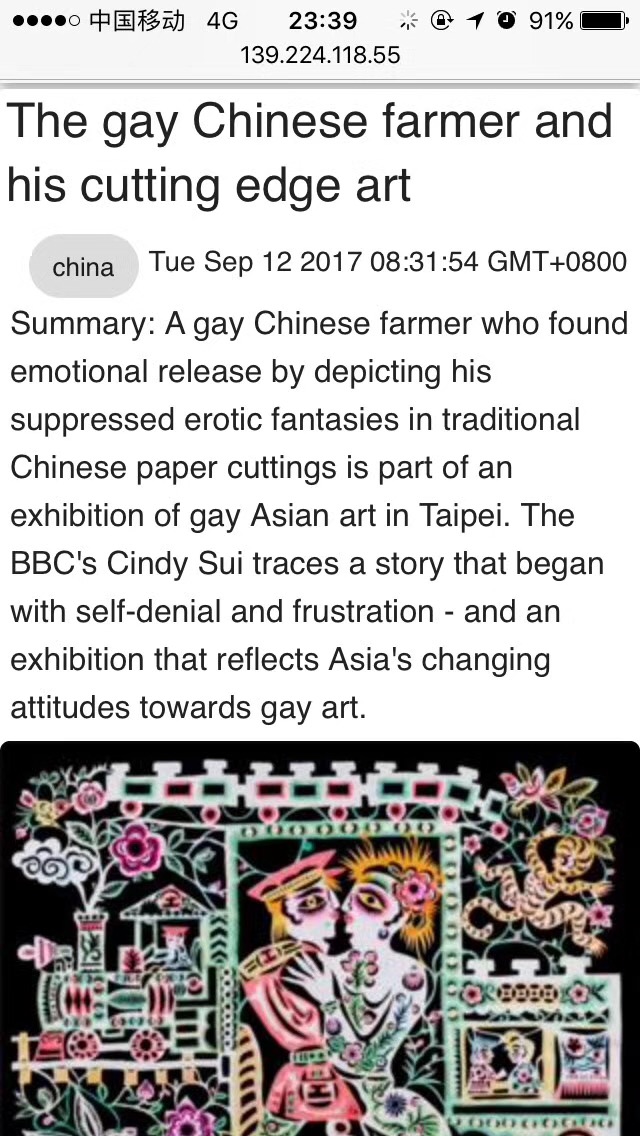 中国移动 4G 23:39 91%
139.224.118.55
The gay Chinese farmer and
his cutting edge art
china Tue Sep 12 2017 08:31:54 GMT+0800
Summary: A gay Chinese farmer who found
emotional release by depicting his
suppressed erotic fantasies in traditional
Chinese paper cuttings is part of an
exhibition of gay Asian art in Taipei. The
BBC's Cindy Sui traces a story that began
with self-denial and frustration - and an
exhibition that reflects Asia's changing
attitudes towards gay art.